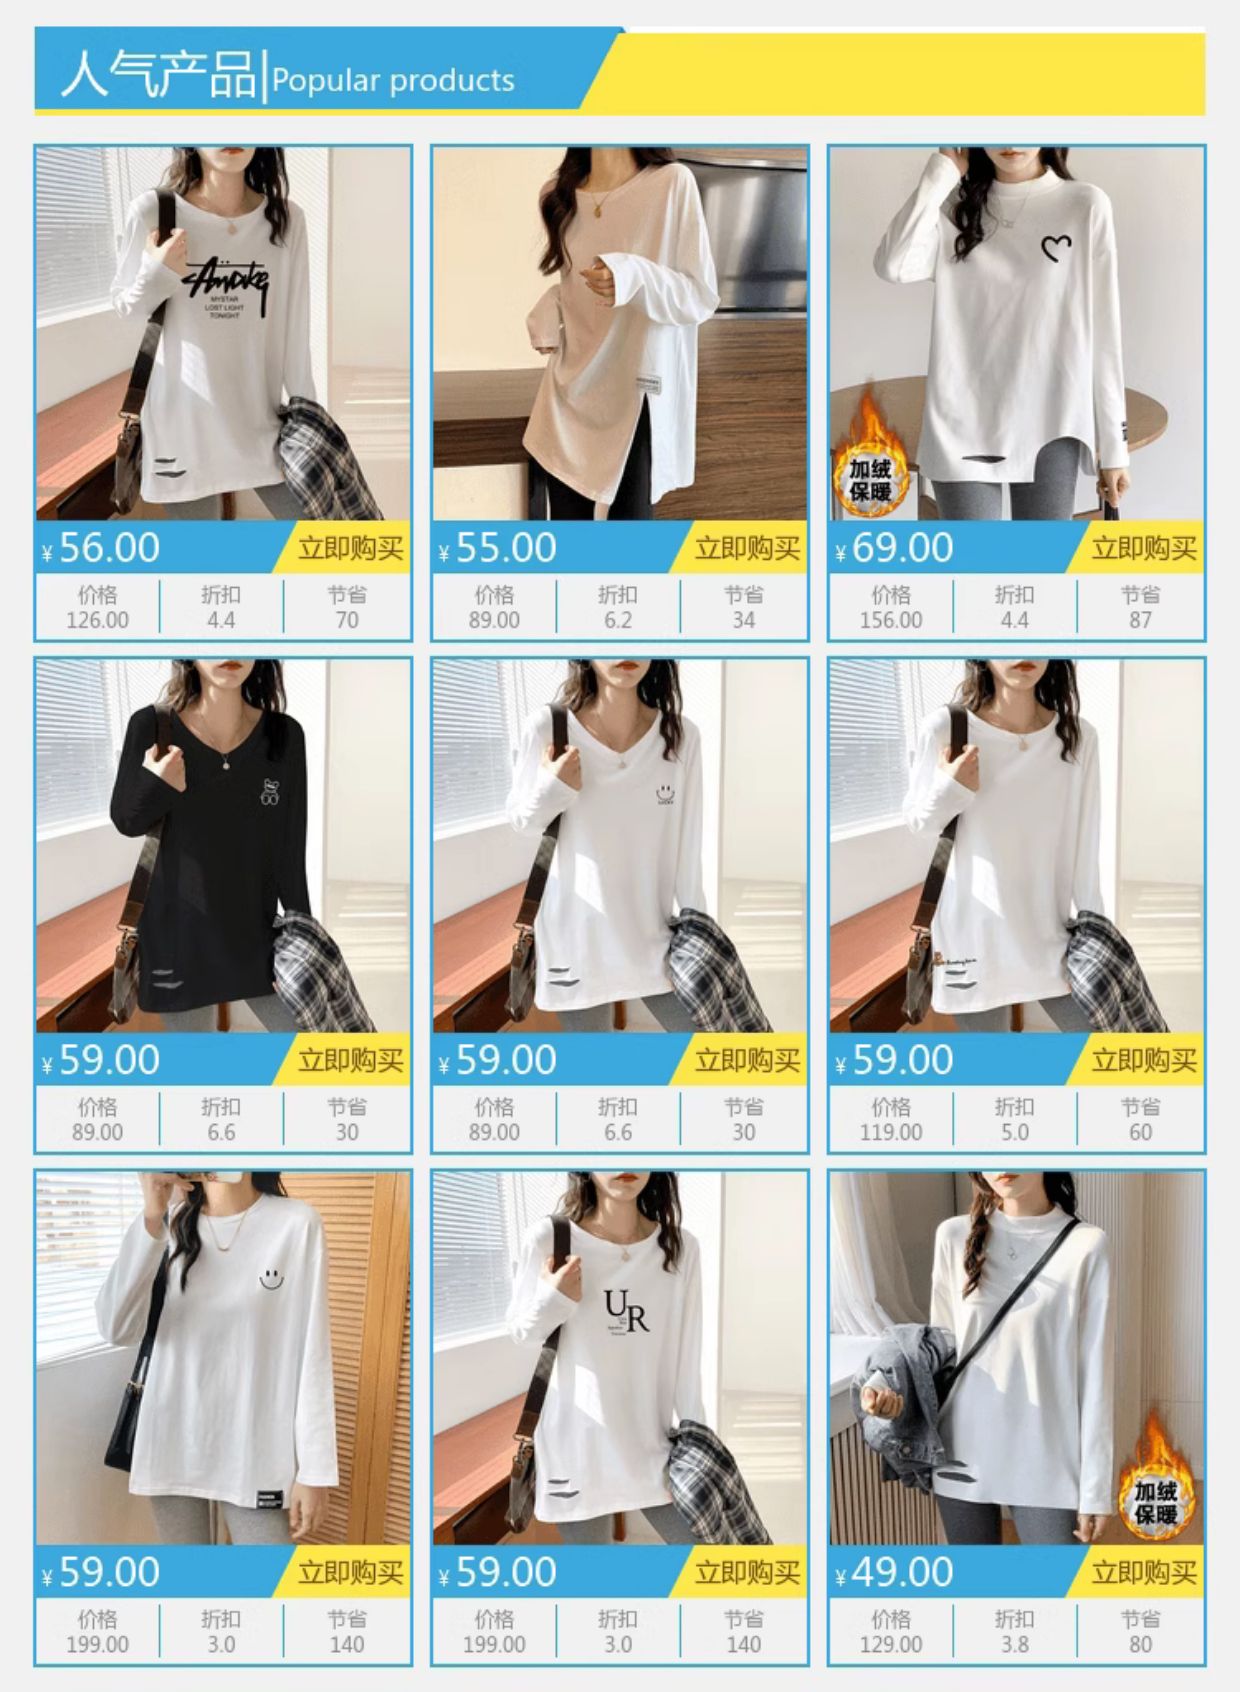 人气产品|Popular products
Awake
MYSTAR
LOST LIGHT
TONIGHT
加绒
保暖
¥ 56.00 立即购买
¥ 55.00 立即购买
¥ 69.00 立即购买
价格 折扣 节省
126.00 4.4 70
价格 折扣 节省
89.00 6.2 34
价格 折扣 节省
156.00 4.4 87
LUCKY
¥ 59.00 立即购买
¥ 59.00 立即购买
¥ 59.00 立即购买
价格 折扣 节省
89.00 6.6 30
价格 折扣 节省
89.00 6.6 30
价格 折扣 节省
119.00 5.0 60
UR
加绒
保暖
¥ 59.00 立即购买
¥ 59.00 立即购买
¥ 49.00 立即购买
价格 折扣 节省
199.00 3.0 140
价格 折扣 节省
199.00 3.0 140
价格 折扣 节省
129.00 3.8 80